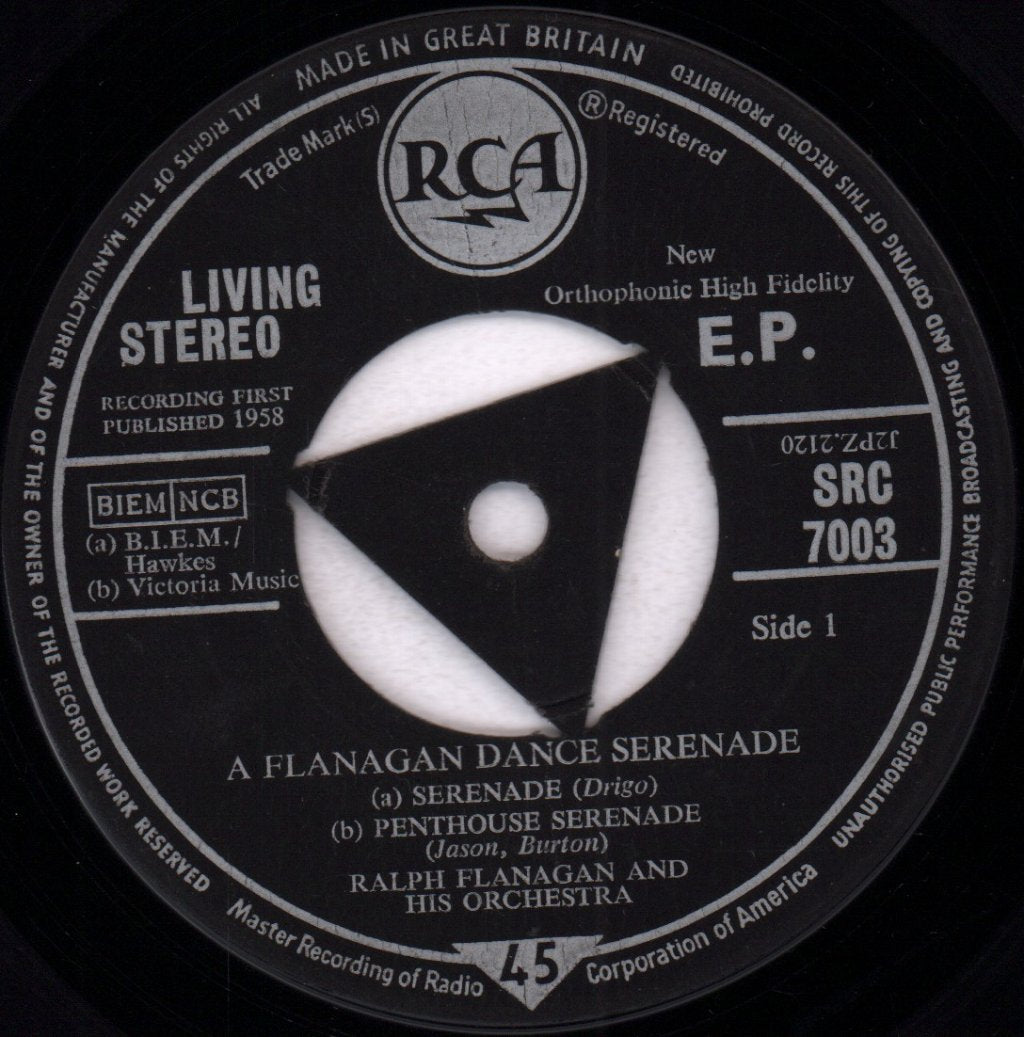 MADE IN GREAT BRITAIN
ALL RIGHTS OF THE MANUFACTURER AND OF THE OWNER OF THE RECORDED WORK RESERVED
UNAUTHORISED PUBLIC PERFORMANCE BROADCASTING AND COPYING OF THIS RECORD PROHIBITED
Trade Mark(S)
® Registered
RCA
LIVING
STEREO
New
Orthophonic High Fidelity
E.P.
RECORDING FIRST
PUBLISHED 1958
BIEM NCB
(a) B.I.E.M./
Hawkes
(b) Victoria Music
J2PZ.2120
SRC
7003
Side 1
A FLANAGAN DANCE SERENADE
(a) SERENADE (Drigo)
(b) PENTHOUSE SERENADE
(Jason, Burton)
RALPH FLANAGAN AND
HIS ORCHESTRA
45
Master Recording of Radio Corporation of America